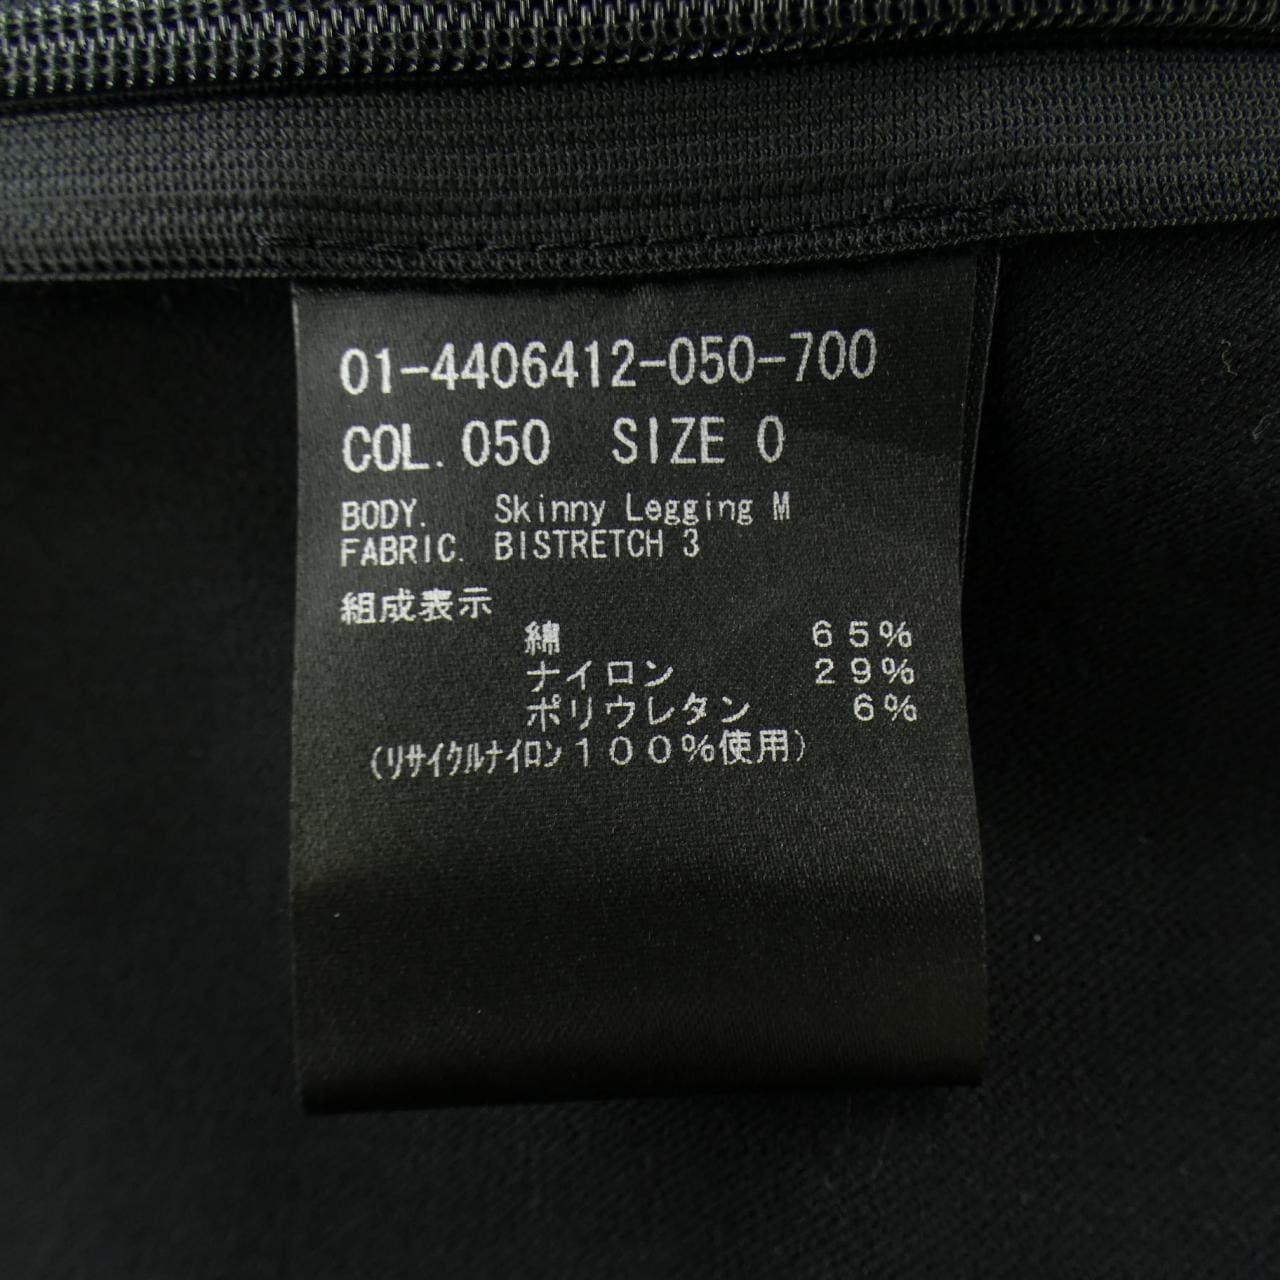 01-4406412-050-700
COL. 050 SIZE 0
BODY. Skinny Legging M
FABRIC. BISTRETCH 3
組成表示
綿 65%
ナイロン 29%
ポリウレタン 6%
(ﾘｻｲｸﾙﾅｲﾛﾝ100%使用)